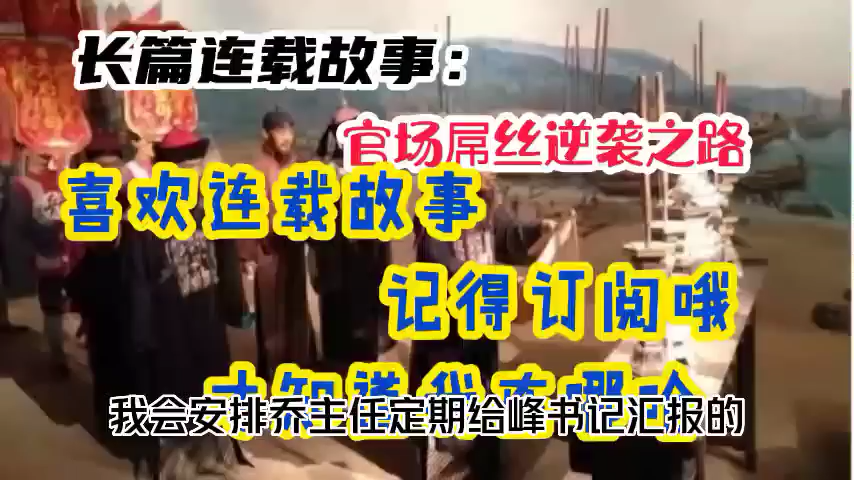 长篇连载故事：
官场屌丝逆袭之路
喜欢连载故事
记得订阅哦
我会安排乔主任定期给峰书记汇报的